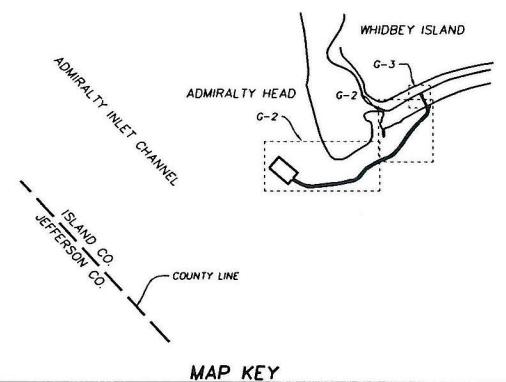 WHIDBEY ISLAND
G-3
ADMIRALTY INLET CHANNEL
ADMIRALTY HEAD
G-2
G-2
ISLAND CO.
JEFFERSON CO.
COUNTY LINE
MAP KEY